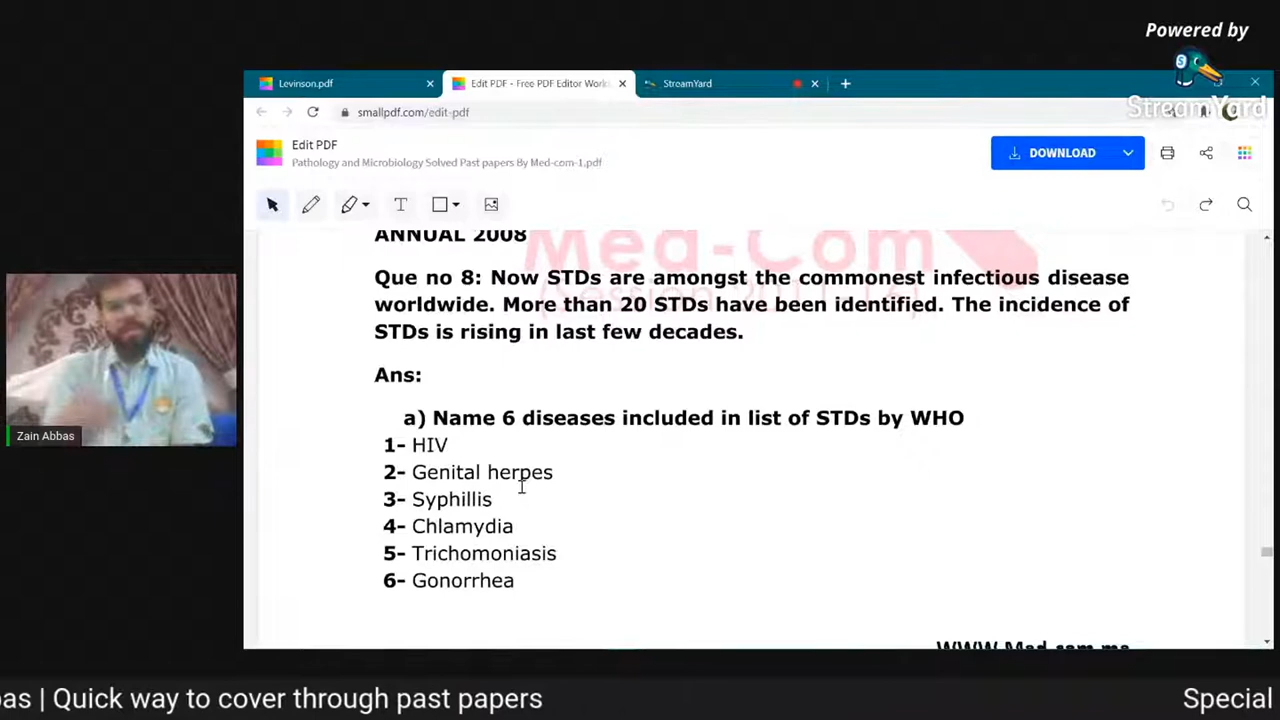 Powered by
StreamYard
Levinson.pdf
Edit PDF - Free PDF Editor Work
StreamYard
smallpdf.com/edit-pdf
Edit PDF
Pathology and Microbiology Solved Past papers By Med-com-1.pdf
DOWNLOAD
T
Med-Com
ANNUAL 2008
Que no 8: Now STDs are amongst the commonest infectious disease
worldwide. More than 20 STDs have been identified. The incidence of
STDs is rising in last few decades.
Ans:
a) Name 6 diseases included in list of STDs by WHO
1- HIV
2- Genital herpes
3- Syphillis
4- Chlamydia
5- Trichomoniasis
6- Gonorrhea
Zain Abbas
bas | Quick way to cover through past papers
Special